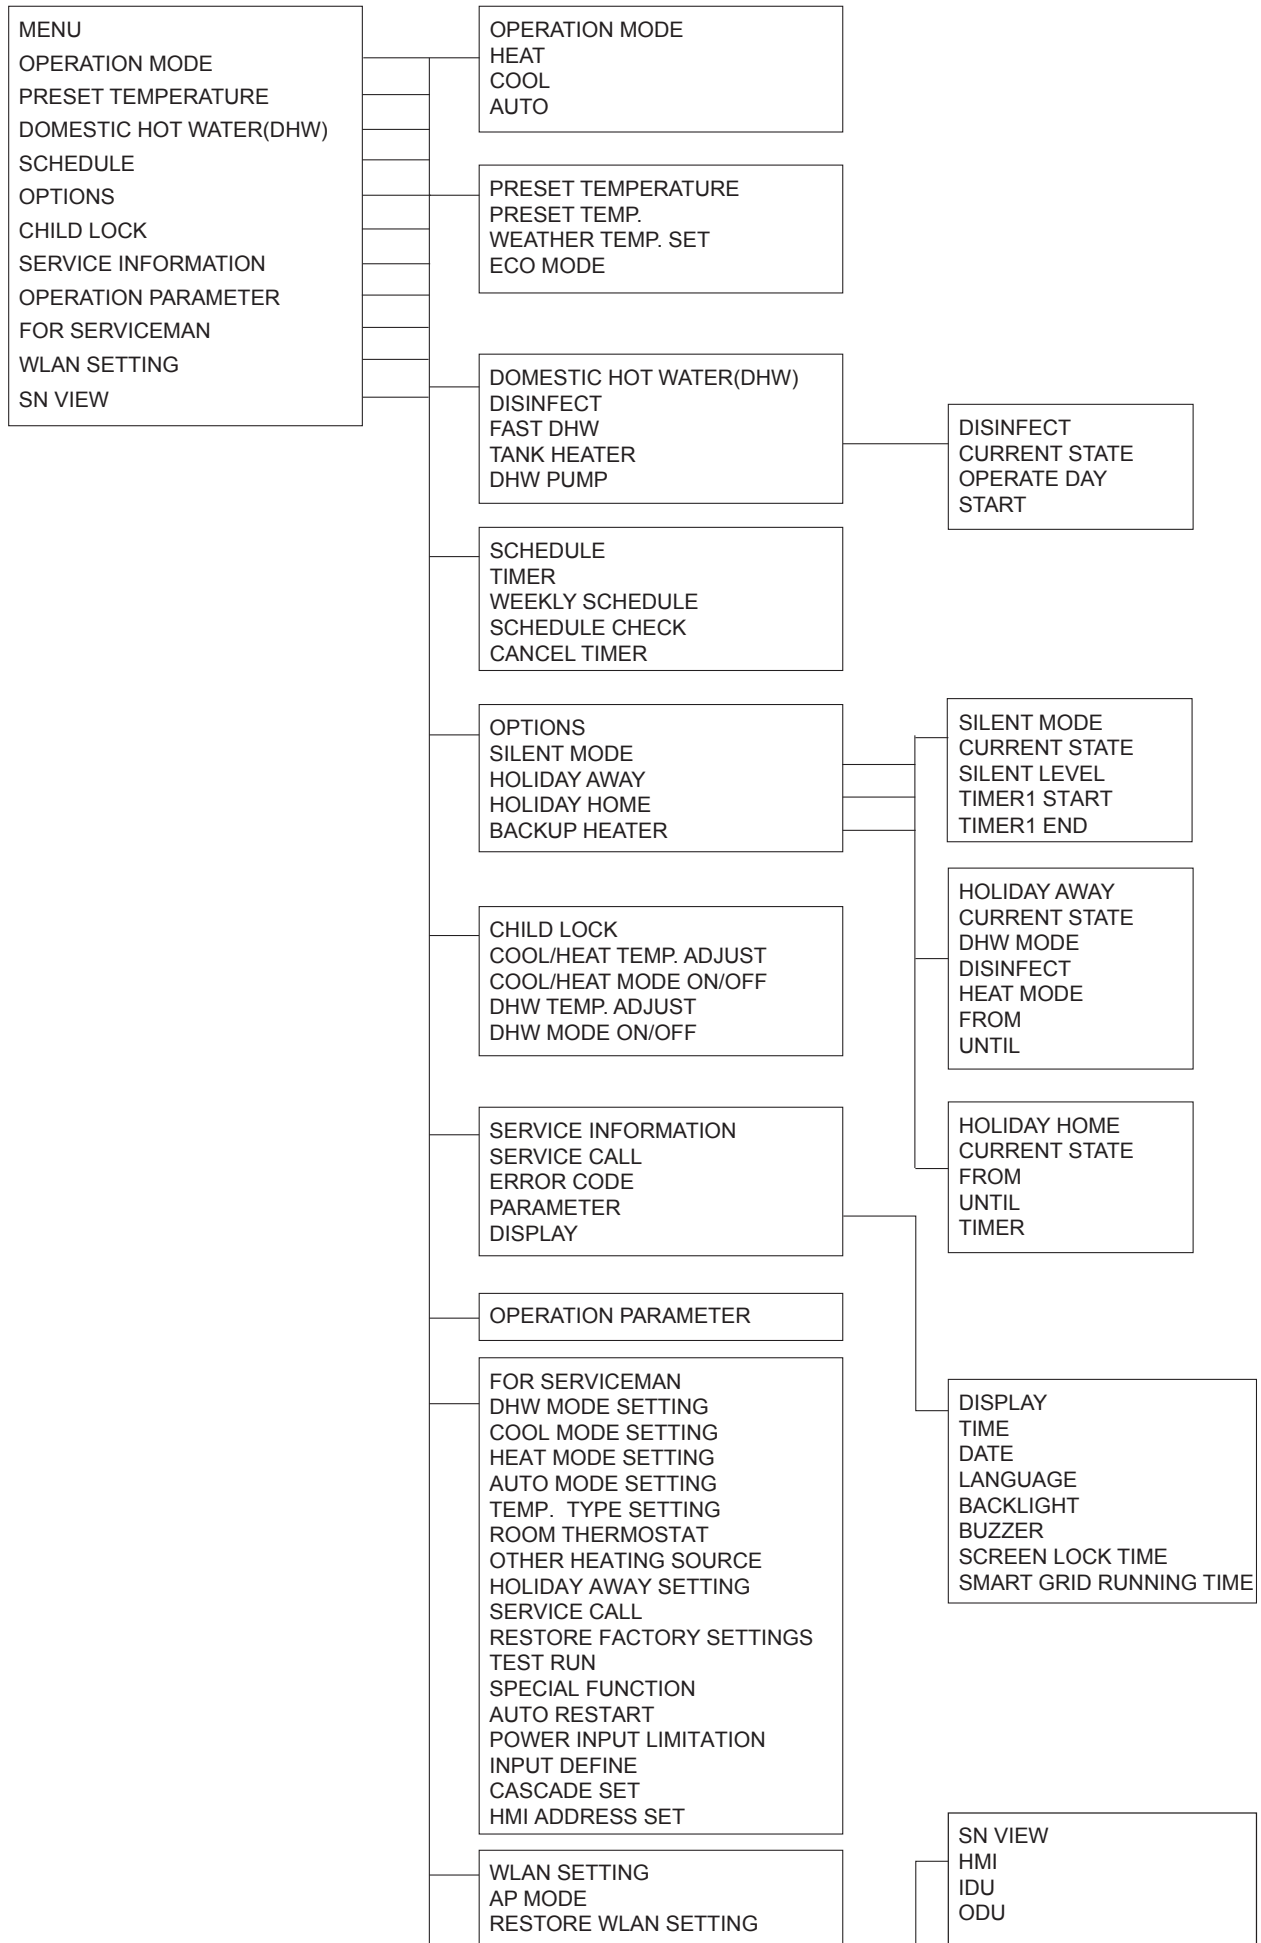 MENU
OPERATION MODE
PRESET TEMPERATURE
DOMESTIC HOT WATER(DHW)
SCHEDULE
OPTIONS
CHILD LOCK
SERVICE INFORMATION
OPERATION PARAMETER
FOR SERVICEMAN
WLAN SETTING
SN VIEW
OPERATION MODE
HEAT
COOL
AUTO
PRESET TEMPERATURE
PRESET TEMP.
WEATHER TEMP. SET
ECO MODE
DOMESTIC HOT WATER(DHW)
DISINFECT
FAST DHW
TANK HEATER
DHW PUMP
DISINFECT
CURRENT STATE
OPERATE DAY
START
SCHEDULE
TIMER
WEEKLY SCHEDULE
SCHEDULE CHECK
CANCEL TIMER
OPTIONS
SILENT MODE
HOLIDAY AWAY
HOLIDAY HOME
BACKUP HEATER
SILENT MODE
CURRENT STATE
SILENT LEVEL
TIMER1 START
TIMER1 END
HOLIDAY AWAY
CURRENT STATE
DHW MODE
DISINFECT
HEAT MODE
FROM
UNTIL
HOLIDAY HOME
CURRENT STATE
FROM
UNTIL
TIMER
CHILD LOCK
COOL/HEAT TEMP. ADJUST
COOL/HEAT MODE ON/OFF
DHW TEMP. ADJUST
DHW MODE ON/OFF
SERVICE INFORMATION
SERVICE CALL
ERROR CODE
PARAMETER
DISPLAY
DISPLAY
TIME
DATE
LANGUAGE
BACKLIGHT
BUZZER
SCREEN LOCK TIME
SMART GRID RUNNING TIME
OPERATION PARAMETER
FOR SERVICEMAN
DHW MODE SETTING
COOL MODE SETTING
HEAT MODE SETTING
AUTO MODE SETTING
TEMP. TYPE SETTING
ROOM THERMOSTAT
OTHER HEATING SOURCE
HOLIDAY AWAY SETTING
SERVICE CALL
RESTORE FACTORY SETTINGS
TEST RUN
SPECIAL FUNCTION
AUTO RESTART
POWER INPUT LIMITATION
INPUT DEFINE
CASCADE SET
HMI ADDRESS SET
WLAN SETTING
AP MODE
RESTORE WLAN SETTING
SN VIEW
HMI
IDU
ODU